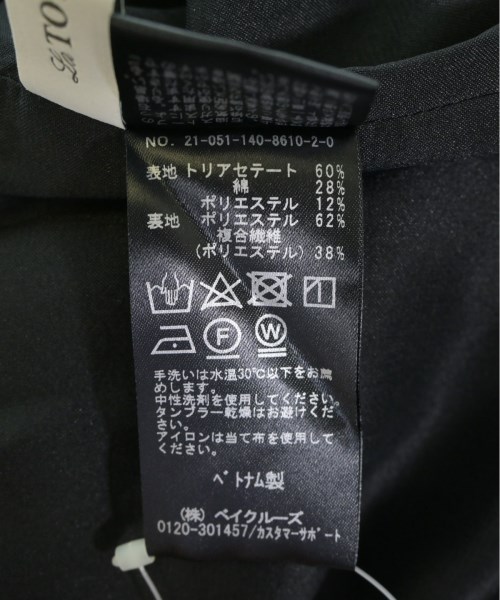 La TO
NO. 21-051-140-8610-2-0
表地 トリアセテート 60%
綿 28%
ポリエステル 12%
裏地 ポリエステル 62%
複合繊維
(ポリエステル) 38%
F W
手洗いは水温30℃以下をお薦
めします。
中性洗剤を使用してください。
タンブラー乾燥はお避けくだ
さい。
アイロンは当て布を使用して
ください。
ベトナム製
(株) ベイクルーズ
0120-301457/カスタマーサポート